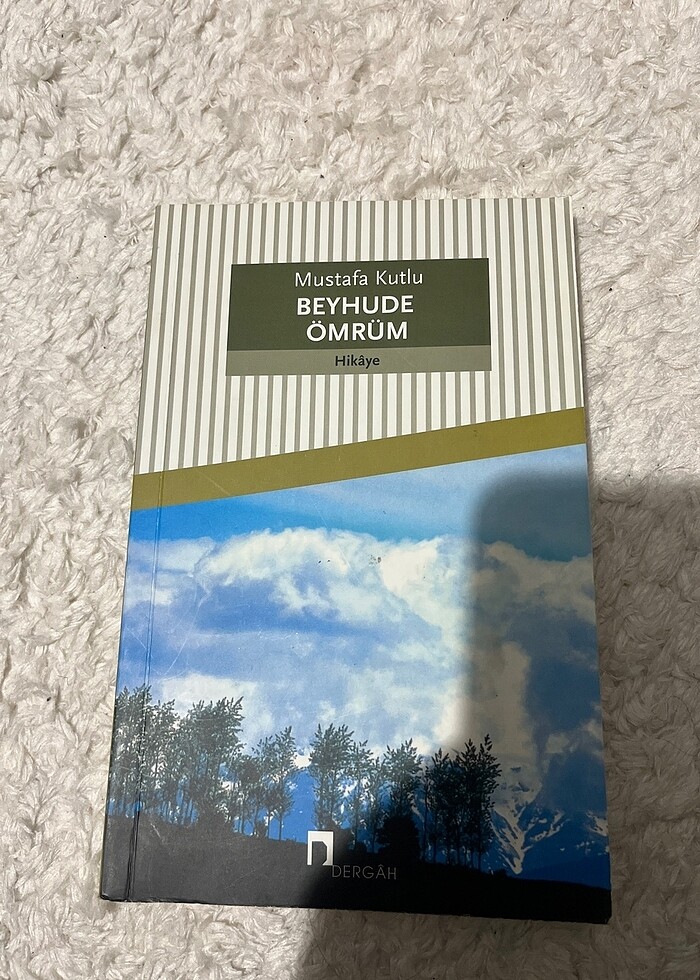 Mustafa Kutlu
BEYHUDE
ÖMRÜM
Hikâye
DERGÂH